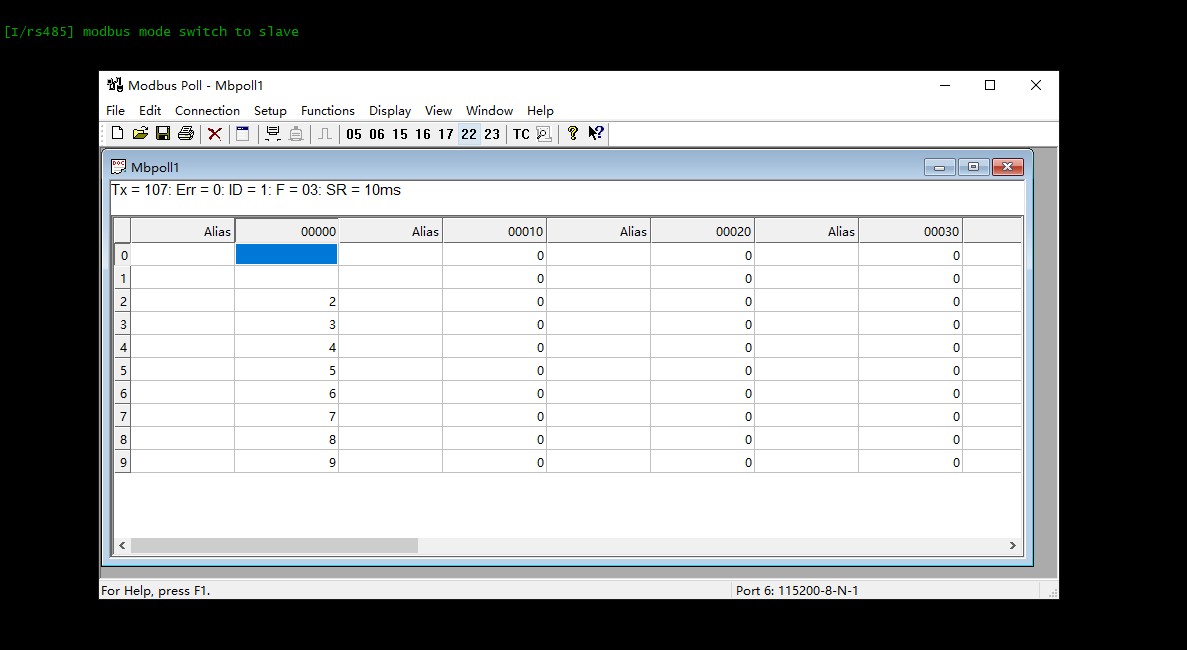 [I/rs485] modbus mode switch to slave
Modbus Poll - Mbpoll1
File Edit Connection Setup Functions Display View Window Help
05 06 15 16 17 22 23 TC
Mbpoll1
Tx = 107: Err = 0: ID = 1: F = 03: SR = 10ms
Alias 00000 Alias 00010 Alias 00020 Alias 00030
0 0 0 0
1 0 0 0
2 2 0 0 0
3 3 0 0 0
4 4 0 0 0
5 5 0 0 0
6 6 0 0 0
7 7 0 0 0
8 8 0 0 0
9 9 0 0 0
For Help, press F1. Port 6: 115200-8-N-1